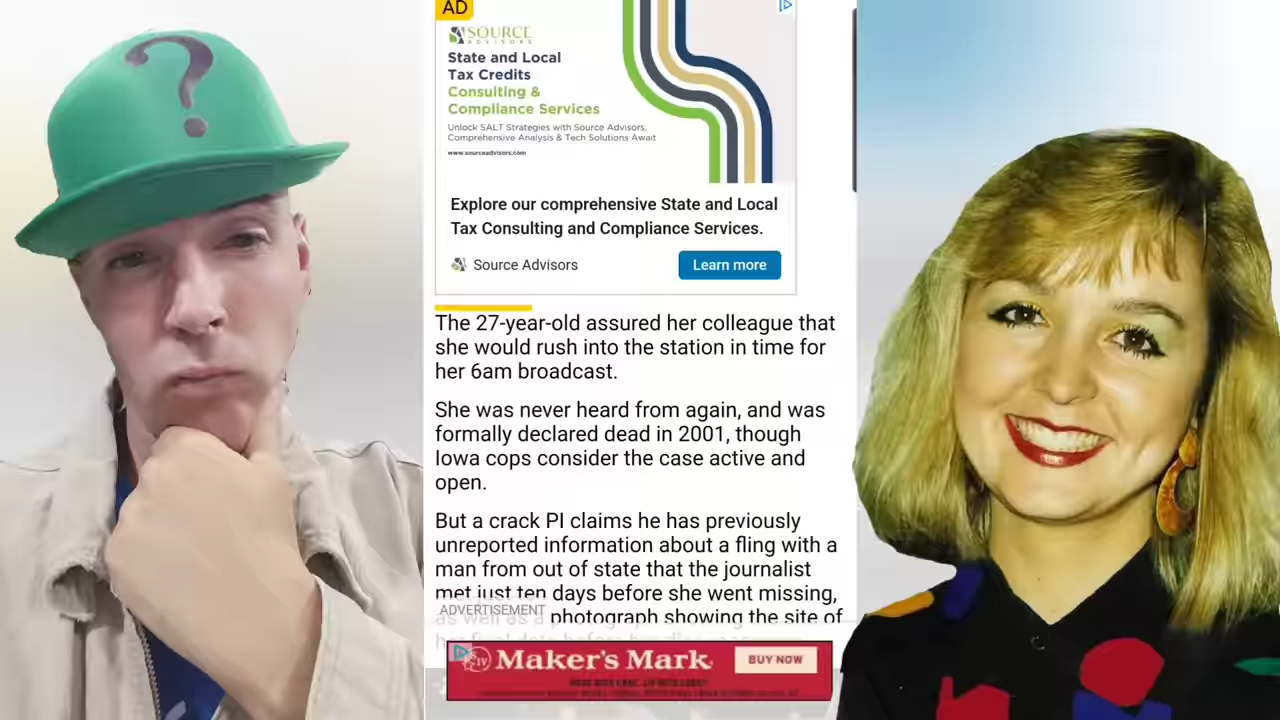 ?
AD
SOURCE
ADVISORS
State and Local
Tax Credits
Consulting &
Compliance Services
Unlock SALT Strategies with Source Advisors.
Comprehensive Analysis & Tech Solutions Await
www.sourceadvisors.com
Explore our comprehensive State and Local
Tax Consulting and Compliance Services.
Source Advisors
Learn more
The 27-year-old assured her colleague that
she would rush into the station in time for
her 6am broadcast.
She was never heard from again, and was
formally declared dead in 2001, though
Iowa cops consider the case active and
open.
But a crack PI claims he has previously
unreported information about a fling with a
man from out of state that the journalist
met just ten days before she went missing,
ADVERTISEMENT
as well as a photograph showing the site of
Maker's Mark
BUY NOW